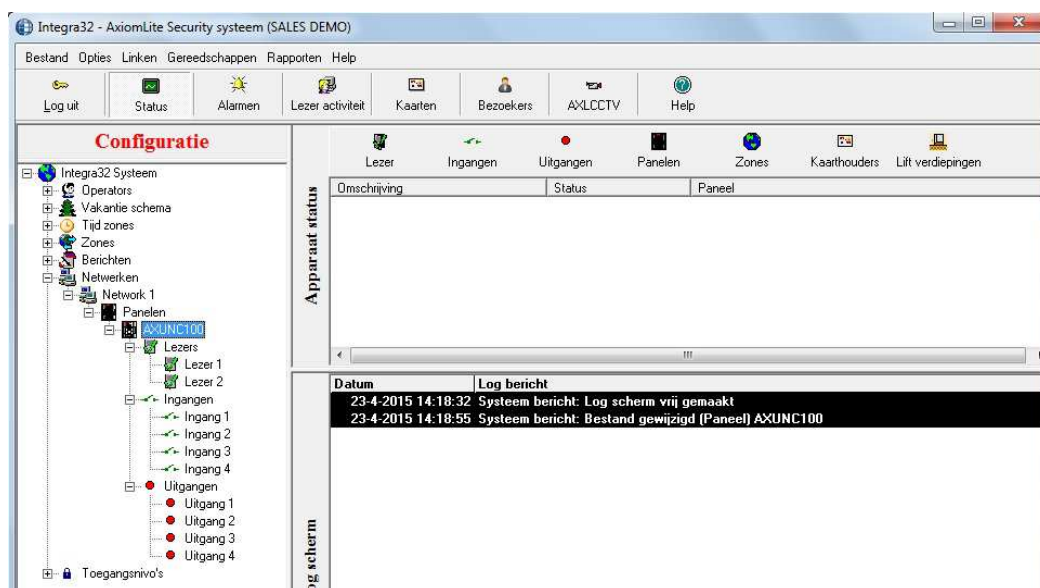 Integra32 - AxiomLite Security systeem (SALES DEMO)
Bestand Opties Linken Gereedschappen Rapporten Help
Log uit Status Alarmen Lezer activiteit Kaarten Bezoekers AXLCCTV Help
Configuratie
Integra32 Systeem
Operators
Vakantie schema
Tijd zones
Zones
Berichten
Netwerken
Network 1
Panelen
AXUNC100
Lezers
Lezer 1
Lezer 2
Ingangen
Ingang 1
Ingang 2
Ingang 3
Ingang 4
Uitgangen
Uitgang 1
Uitgang 2
Uitgang 3
Uitgang 4
Toegangsnivo's
Apparaat status
Lezer Ingangen Uitgangen Panelen Zones Kaarthouders Lift verdiepingen
Omschrijving Status Paneel
Datum Log bericht
23-4-2015 14:18:32 Systeem bericht: Log scherm vrij gemaakt
23-4-2015 14:18:55 Systeem bericht: Bestand gewijzigd (Paneel) AXUNC100
scherm